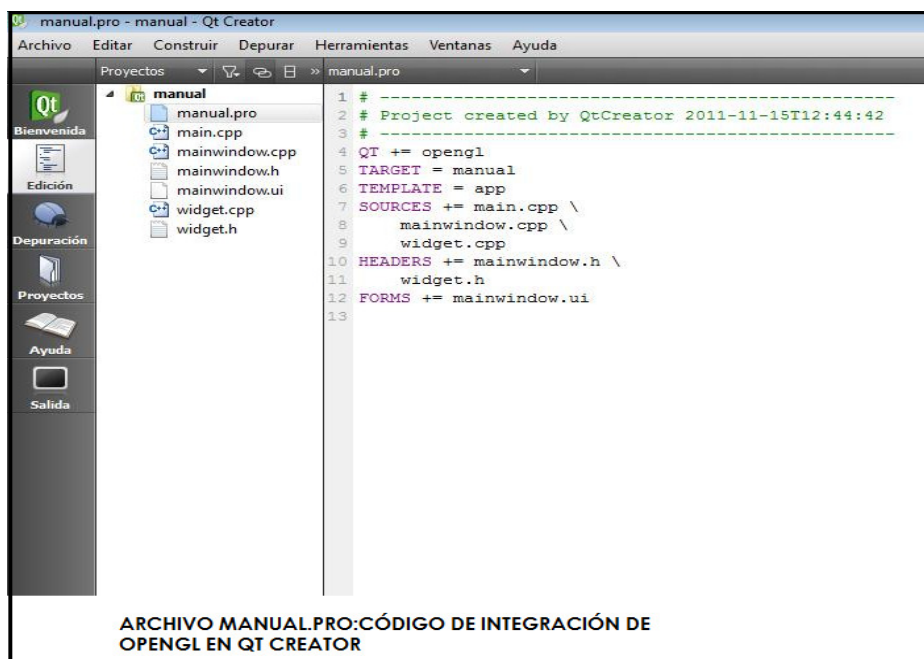 manual.pro - manual - Qt Creator
Archivo Editar Construir Depurar Herramientas Ventanas Ayuda
Proyectos » manual.pro
Qt
Bienvenida
Edición
Depuración
Proyectos
Ayuda
Salida
manual
manual.pro
main.cpp
mainwindow.cpp
mainwindow.h
mainwindow.ui
widget.cpp
widget.h
1 # -------------------------------------------------
2 # Project created by QtCreator 2011-11-15T12:44:42
3 # -------------------------------------------------
4 QT += opengl
5 TARGET = manual
6 TEMPLATE = app
7 SOURCES += main.cpp \
8 mainwindow.cpp \
9 widget.cpp
10 HEADERS += mainwindow.h \
11 widget.h
12 FORMS += mainwindow.ui
13
ARCHIVO MANUAL.PRO:CÓDIGO DE INTEGRACIÓN DE
OPENGL EN QT CREATOR